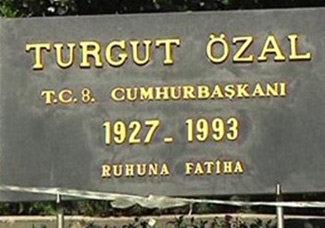 TURGUT ÖZAL
T.C. 8. CUMHURBAŞKANI
1927 - 1993
RUHUNA FATİHA